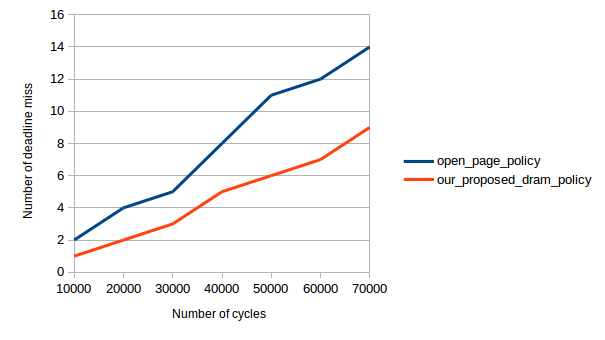 16
14
12
10
8
6
4
2
0
Number of deadline miss
10000 20000 30000 40000 50000 60000 70000
Number of cycles
open_page_policy
our_proposed_dram_policy